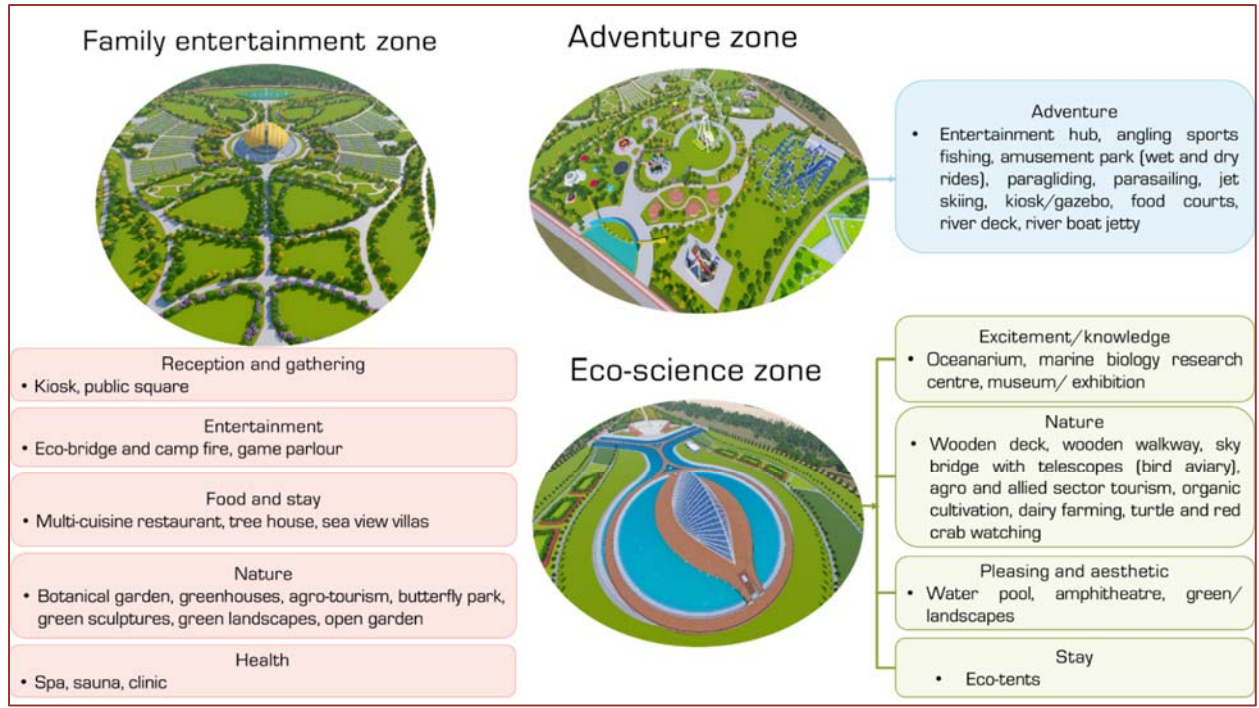 Family entertainment zone
Reception and gathering
• Kiosk, public square
Entertainment
• Eco-bridge and camp fire, game parlour
Food and stay
• Multi-cuisine restaurant, tree house, sea view villas
Nature
• Botanical garden, greenhouses, agro-tourism, butterfly park,
green sculptures, green landscapes, open garden
Health
• Spa, sauna, clinic
Adventure zone
Adventure
• Entertainment hub, angling sports
fishing, amusement park (wet and dry
rides), paragliding, parasailing, jet
skiing, kiosk/gazebo, food courts,
river deck, river boat jetty
Eco-science zone
Excitement/knowledge
• Oceanarium, marine biology research
centre, museum/ exhibition
Nature
• Wooden deck, wooden walkway, sky
bridge with telescopes (bird aviary),
agro and allied sector tourism, organic
cultivation, dairy farming, turtle and red
crab watching
Pleasing and aesthetic
• Water pool, amphitheatre, green/
landscapes
Stay
• Eco-tents